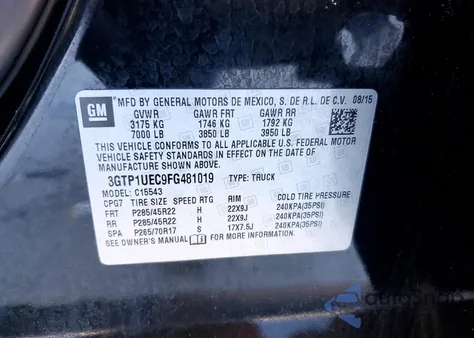 GM
MFD BY GENERAL MOTORS DE MEXICO, S. DE R.L. DE C.V. 08/15
GVWR GAWR FRT GAWR RR
3175 KG 1746 KG 1792 KG
7000 LB 3850 LB 3950 LB
THIS VEHICLE CONFORMS TO ALL APPLICABLE U.S. FEDERAL MOTOR
VEHICLE SAFETY STANDARDS IN EFFECT ON THE DATE OF
MANUFACTURE SHOWN ABOVE.
3GTP1UEC9FG481019 TYPE: TRUCK
MODEL: C15543
CPG7 TIRE SIZE SPEED RTG RIM COLD TIRE PRESSURE
FRT P285/45R22 H 22X9J 240KPA(35PSI)
RR P285/45R22 H 22X9J 240KPA(35PSI)
SPA P265/70R17 S 17X7.5J 240KPA(35PSI)
SEE OWNER'S MANUAL FOR MORE INFORMATION.